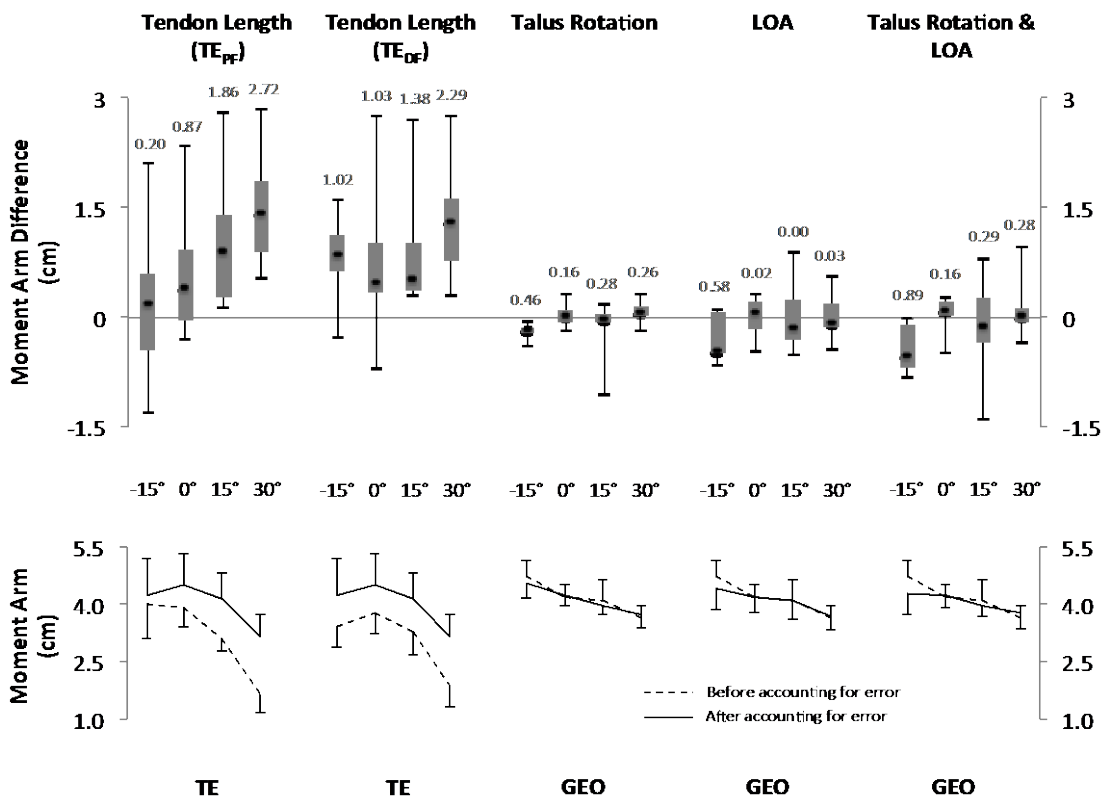 Tendon Length Tendon Length Talus Rotation LOA Talus Rotation &
(TEPF) (TEDF) LOA
3 0.20 0.87 1.86 2.72 1.02 1.03 1.38 2.29 3
Moment Arm Difference
(cm)
1.5 0.46 0.16 0.28 0.26 0.58 0.02 0.00 0.03 0.89 0.16 0.29 0.28 1.5
0 0
-1.5 -1.5
-15° 0° 15° 30° -15° 0° 15° 30° -15° 0° 15° 30° -15° 0° 15° 30° -15° 0° 15° 30°
Moment Arm
(cm)
5.5 5.5
4.0 4.0
2.5 2.5
Before accounting for error
1.0 After accounting for error 1.0
TE TE GEO GEO GEO